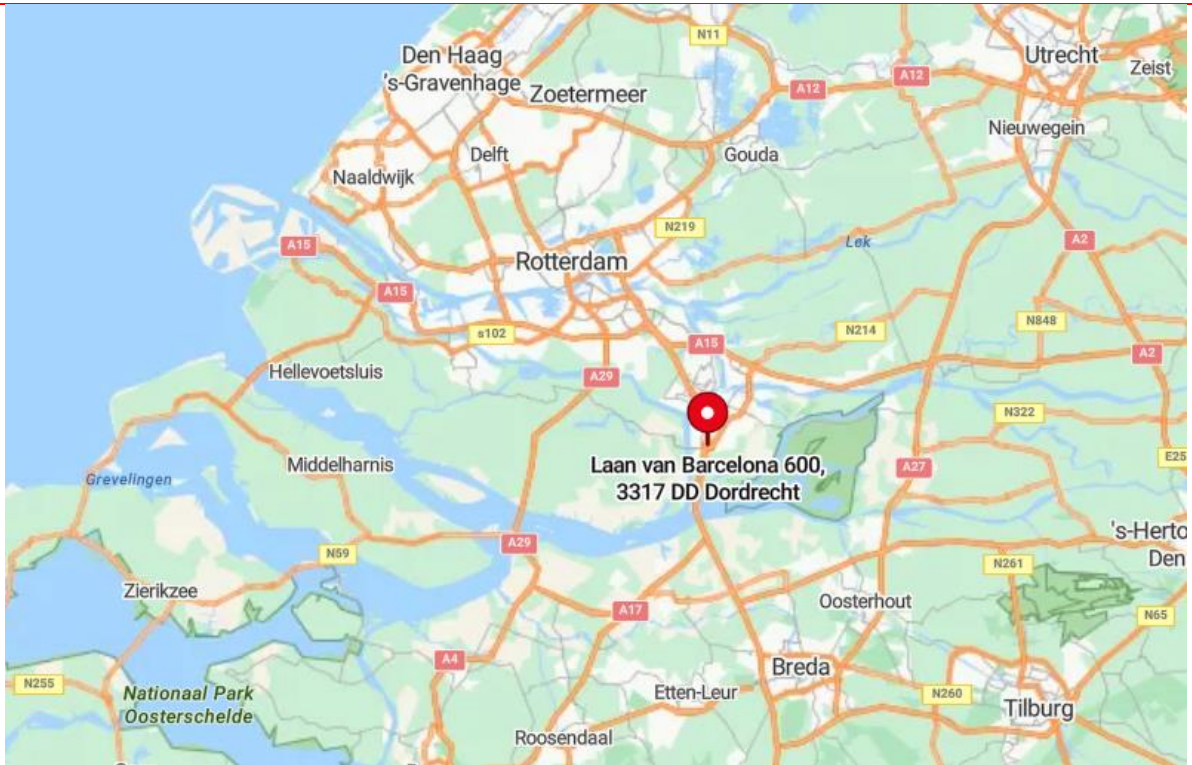 N11
Den Haag
's-Gravenhage
Utrecht
Zeist
A12
A12
Zoetermeer
Nieuwegein
Delft
Gouda
Naaldwijk
N219
Lek
A2
A15
Rotterdam
A15
N848
N214
s102
A15
A2
Hellevoetsluis
A29
N322
Laan van Barcelona 600,
3317 DD Dordrecht
E25
Middelharnis
A27
Grevelingen
's-Herto
Den
A29
N59
N261
Zierikzee
Oosterhout
A17
N65
A4
Breda
N255
Nationaal Park
Oosterschelde
Etten-Leur
N260
Tilburg
Roosendaal